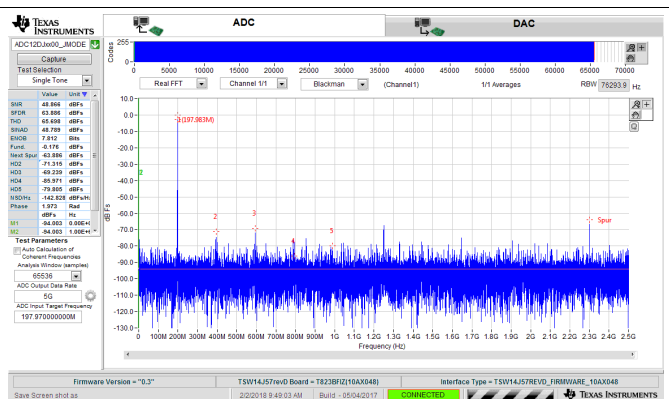 TEXAS INSTRUMENTS
ADC
DAC
ADC12DJxx00_JMODE
Capture
Test Selection
Single Tone
Value Unit
SNR 48.866 dBFs
SFDR 63.886 dBFs
THD 65.698 dBFs
SINAD 48.769 dBFs
ENOB 7.812 Bits
Fund. -0.176 dBFs
Next Spur -63.886 dBFs
HD2 -71.315 dBFs
HD3 -69.239 dBFs
HD4 -85.971 dBFs
HD5 -79.805 dBFs
NSD/Hz -142.828 dBFs/Hz
Phase 1.973 Rad
dBFs Hz
M1 -94.003 0.00E+
M2 -94.003 1.00E+
Test Parameters
Auto Calculation of
Coherent Frequencies
Analysis Window (samples)
65536
ADC Output Data
Rate
5G
ADC Input Target Frequency
197.970000000M
Codes
255
0
0 5000 10000 15000 20000 25000 30000 35000 40000 45000 50000 55000 60000 65000 70000
Real FFT Channel 1/1 Blackman (Channel1) 1/1 Averages RBW 76293.9 Hz
10.0
0.0
-10.0
-20.0
-30.0
-40.0
-50.0
-60.0
-70.0
-80.0
-90.0
-100.0
-110.0
-120.0
-130.0
dBFs
1(197.983M)
2
2
3
4
5
Spur
0 100M 200M 300M 400M 500M 600M 700M 800M 900M 1G 1.1G 1.2G 1.3G 1.4G 1.5G 1.6G 1.7G 1.8G 1.9G 2G 2.1G 2.2G 2.3G 2.4G 2.5G
Frequency (Hz)
Firmware Version = "0.3" TSW14J57revD Board = T823BFIZ(10AX048) Interface Type = TSW14J57REVD_FIRMWARE_10AX048
Save Screen shot as 2/2/2018 9:49:03 AM Build - 05/04/2017 CONNECTED TEXAS INSTRUMENTS